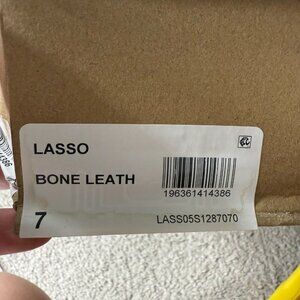 LASSO
196361414386
BONE LEATH
7
LASS05S1287070